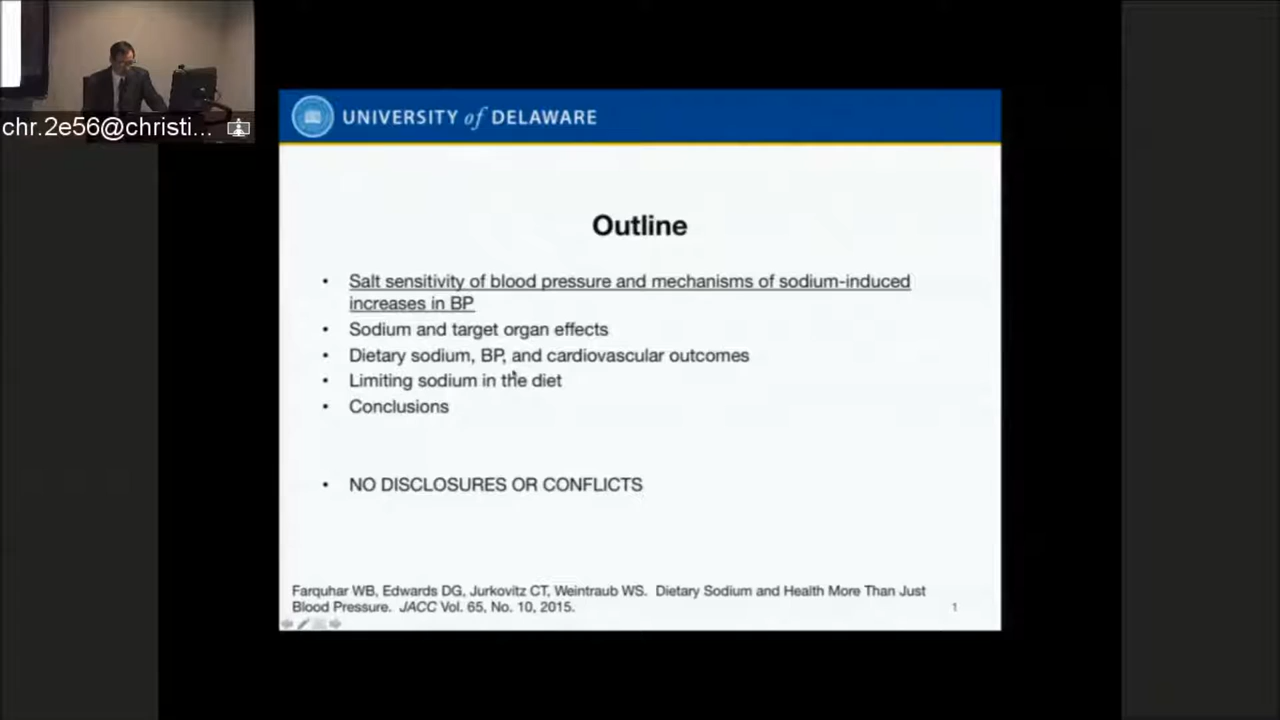 chr.2e56@christi...
UNIVERSITY of DELAWARE
Outline
• Salt sensitivity of blood pressure and mechanisms of sodium-induced
increases in BP
• Sodium and target organ effects
• Dietary sodium, BP, and cardiovascular outcomes
• Limiting sodium in the diet
• Conclusions
• NO DISCLOSURES OR CONFLICTS
Farquhar WB, Edwards DG, Jurkovitz CT, Weintraub WS. Dietary Sodium and Health More Than Just
Blood Pressure. JACC Vol. 65, No. 10, 2015.
1